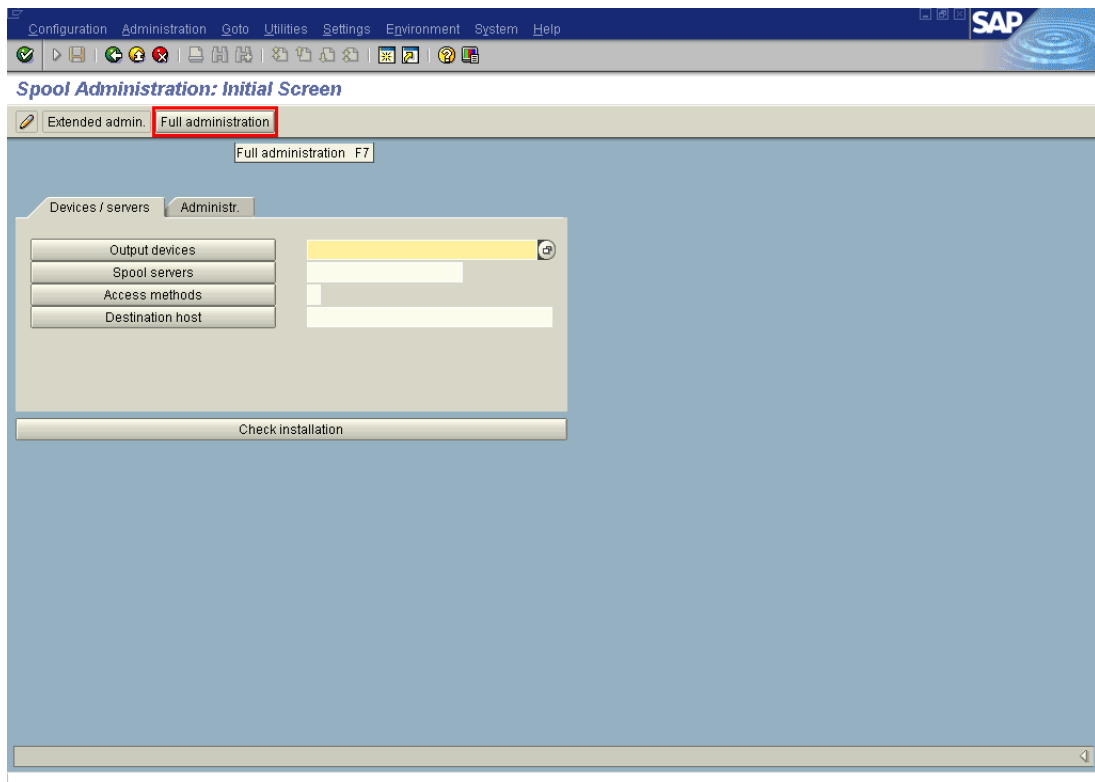 Configuration Administration Goto Utilities Settings Environment System Help
SAP
Spool Administration: Initial Screen
Extended admin. Full administration
Full administration F7
Devices / servers Administr.
Output devices
Spool servers
Access methods
Destination host
Check installation